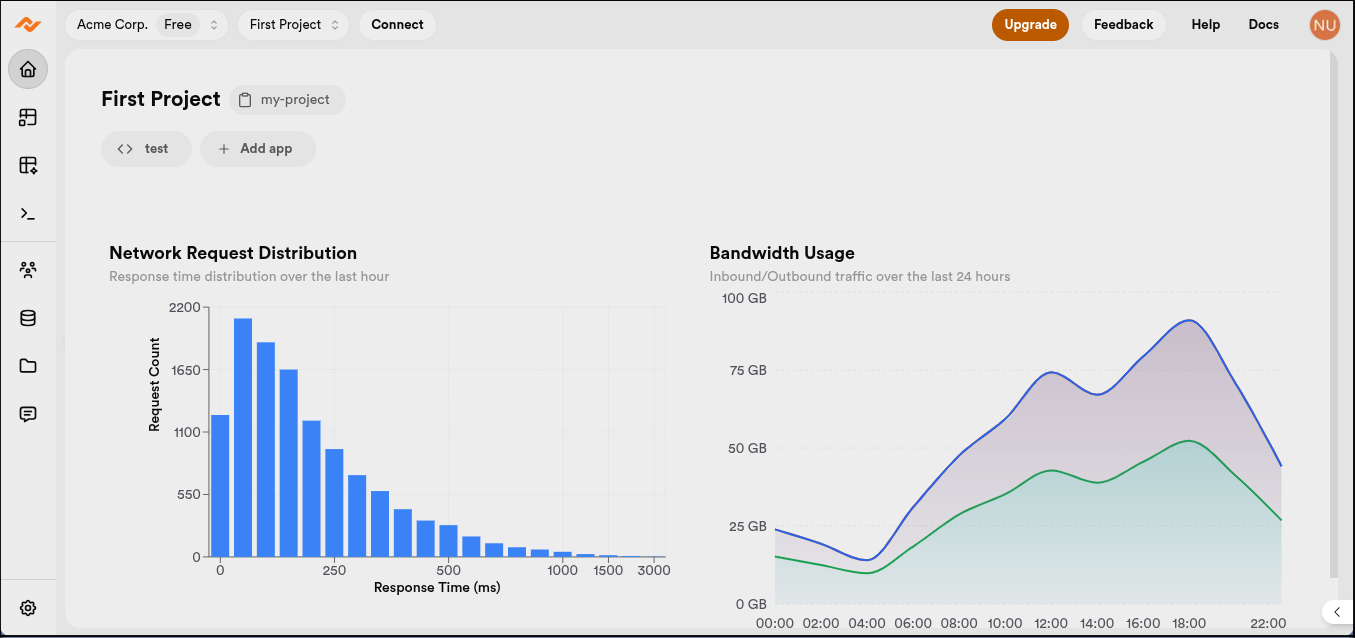 Acme Corp. Free First Project Connect Upgrade Feedback Help Docs NU
First Project my-project
test Add app
Network Request Distribution
Response time distribution over the last hour
2200
1650
1100
550
0
Request Count
0 250 500 1000 1500 3000
Response Time (ms)
Bandwidth Usage
Inbound/Outbound traffic over the last 24 hours
100 GB
75 GB
50 GB
25 GB
0 GB
00:00 02:00 04:00 06:00 08:00 10:00 12:00 14:00 16:00 18:00 22:00